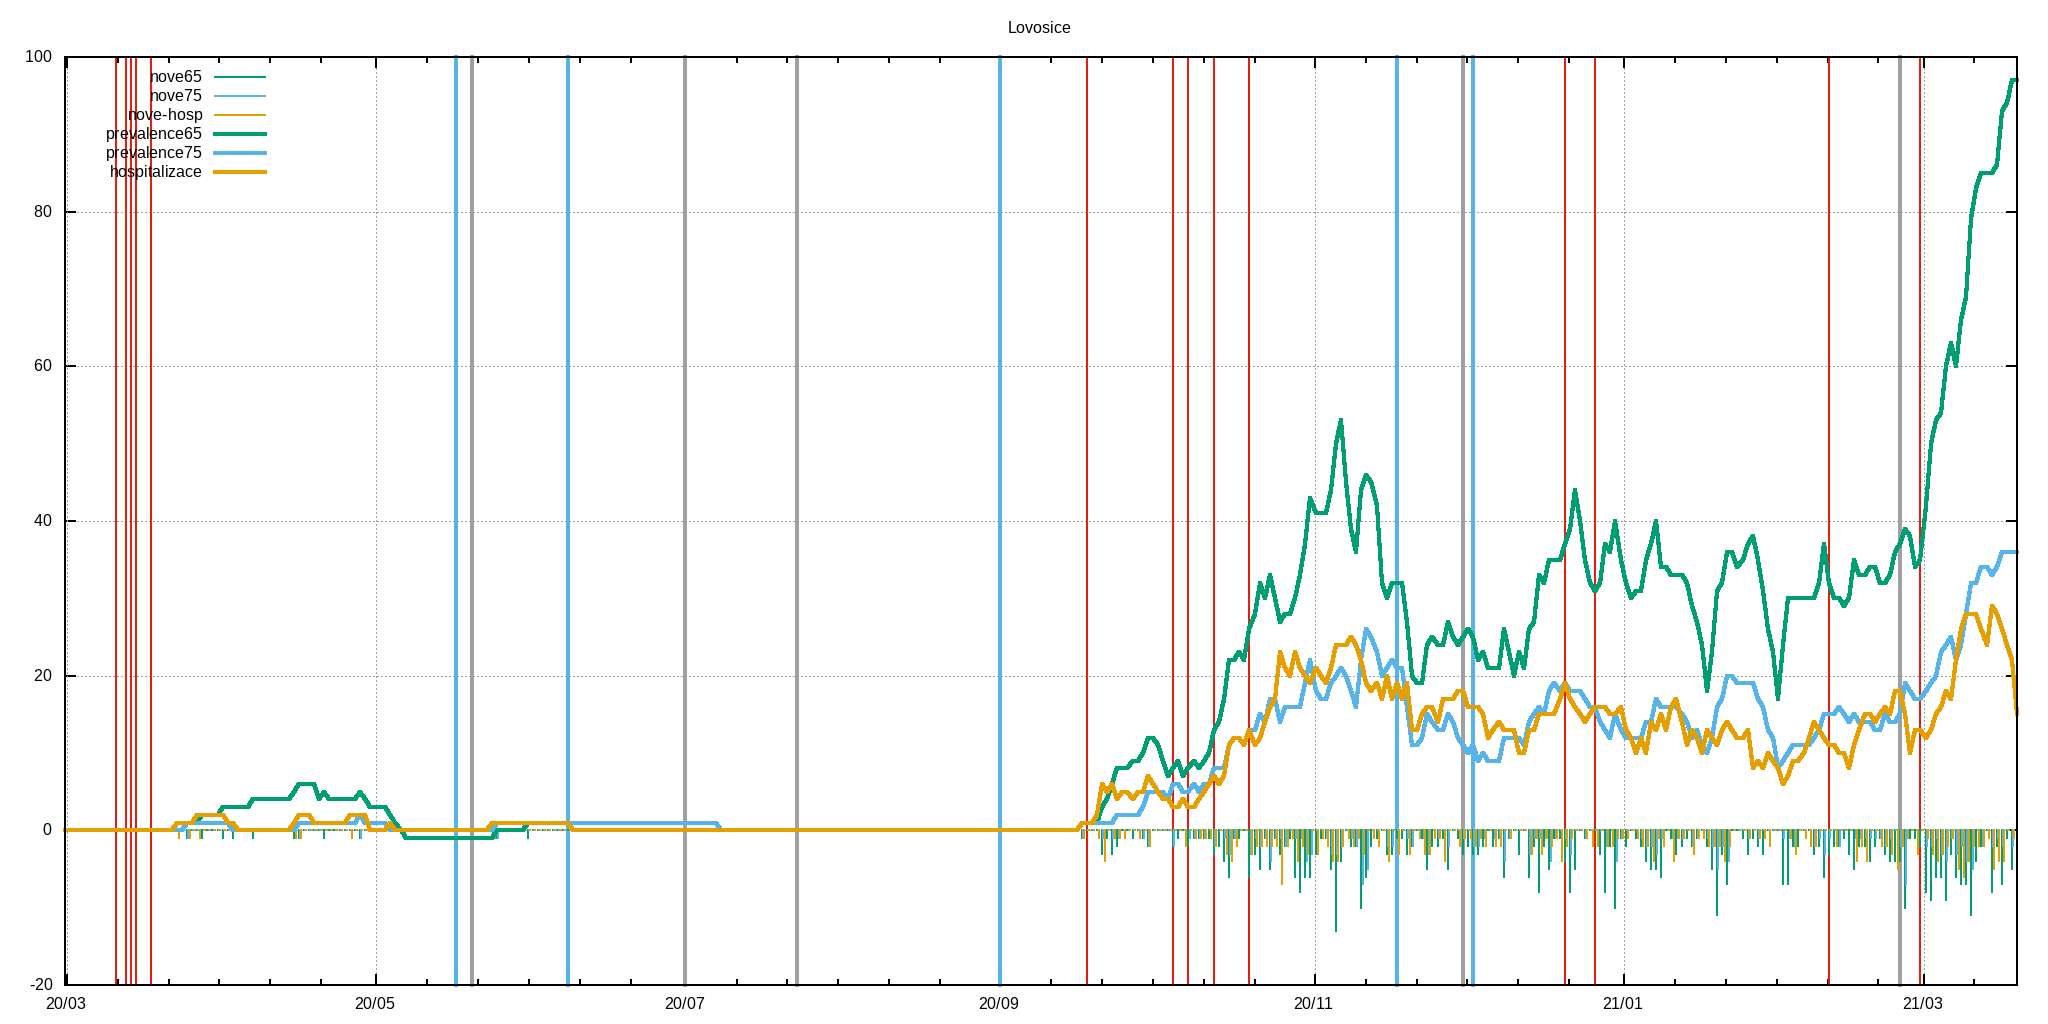 Lovosice
100
80
60
40
20
0
-20
nove65
nove75
nove-hosp
prevalence65
prevalence75
hospitalizace
20/03 20/05 20/07 20/09 20/11 21/01 21/03